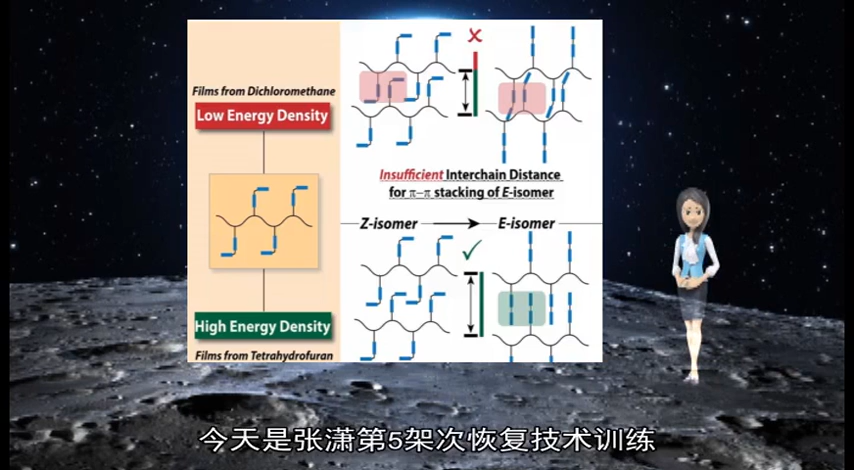 Films from Dichloromethane
Low Energy Density
Insufficient Interchain Distance
for π–π stacking of E-isomer
Z-isomer
E-isomer
High Energy Density
Films from Tetrahydrofuran
今天是张潇第5架次恢复技术训练